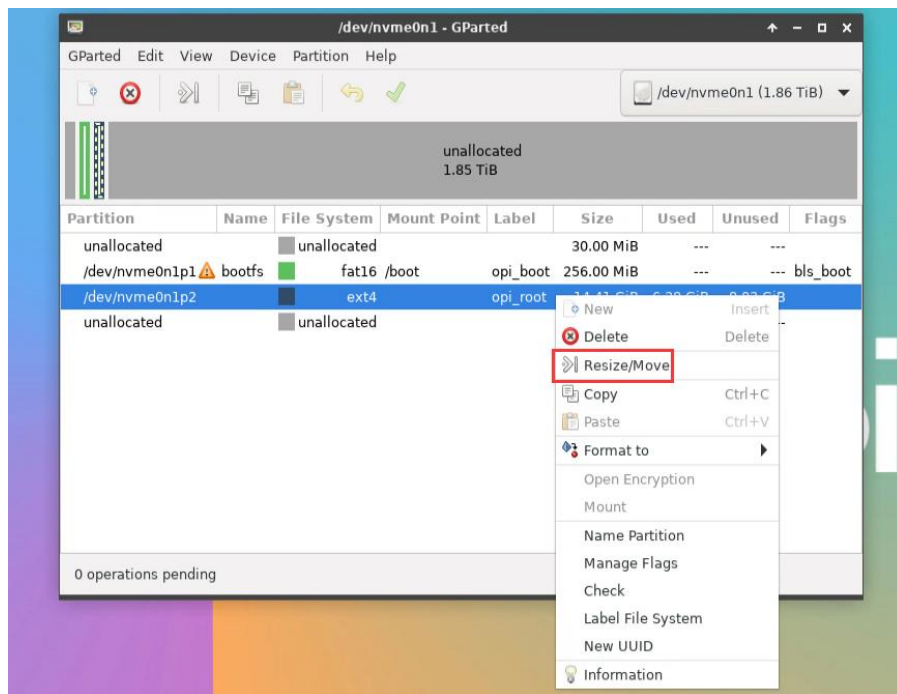 /dev/nvme0n1 - GParted
GParted Edit View Device Partition Help
/dev/nvme0n1 (1.86 TiB)
unallocated
1.85 TiB
Partition Name File System Mount Point Label Size Used Unused Flags
unallocated unallocated 30.00 MiB --- ---
/dev/nvme0n1p1 bootfs fat16 /boot opi_boot 256.00 MiB --- --- bls_boot
/dev/nvme0n1p2 ext4 opi_root
unallocated unallocated
New Insert
Delete Delete
Resize/Move
Copy Ctrl+C
Paste Ctrl+V
Format to
Open Encryption
Mount
Name Partition
Manage Flags
Check
Label File System
New UUID
Information
0 operations pending